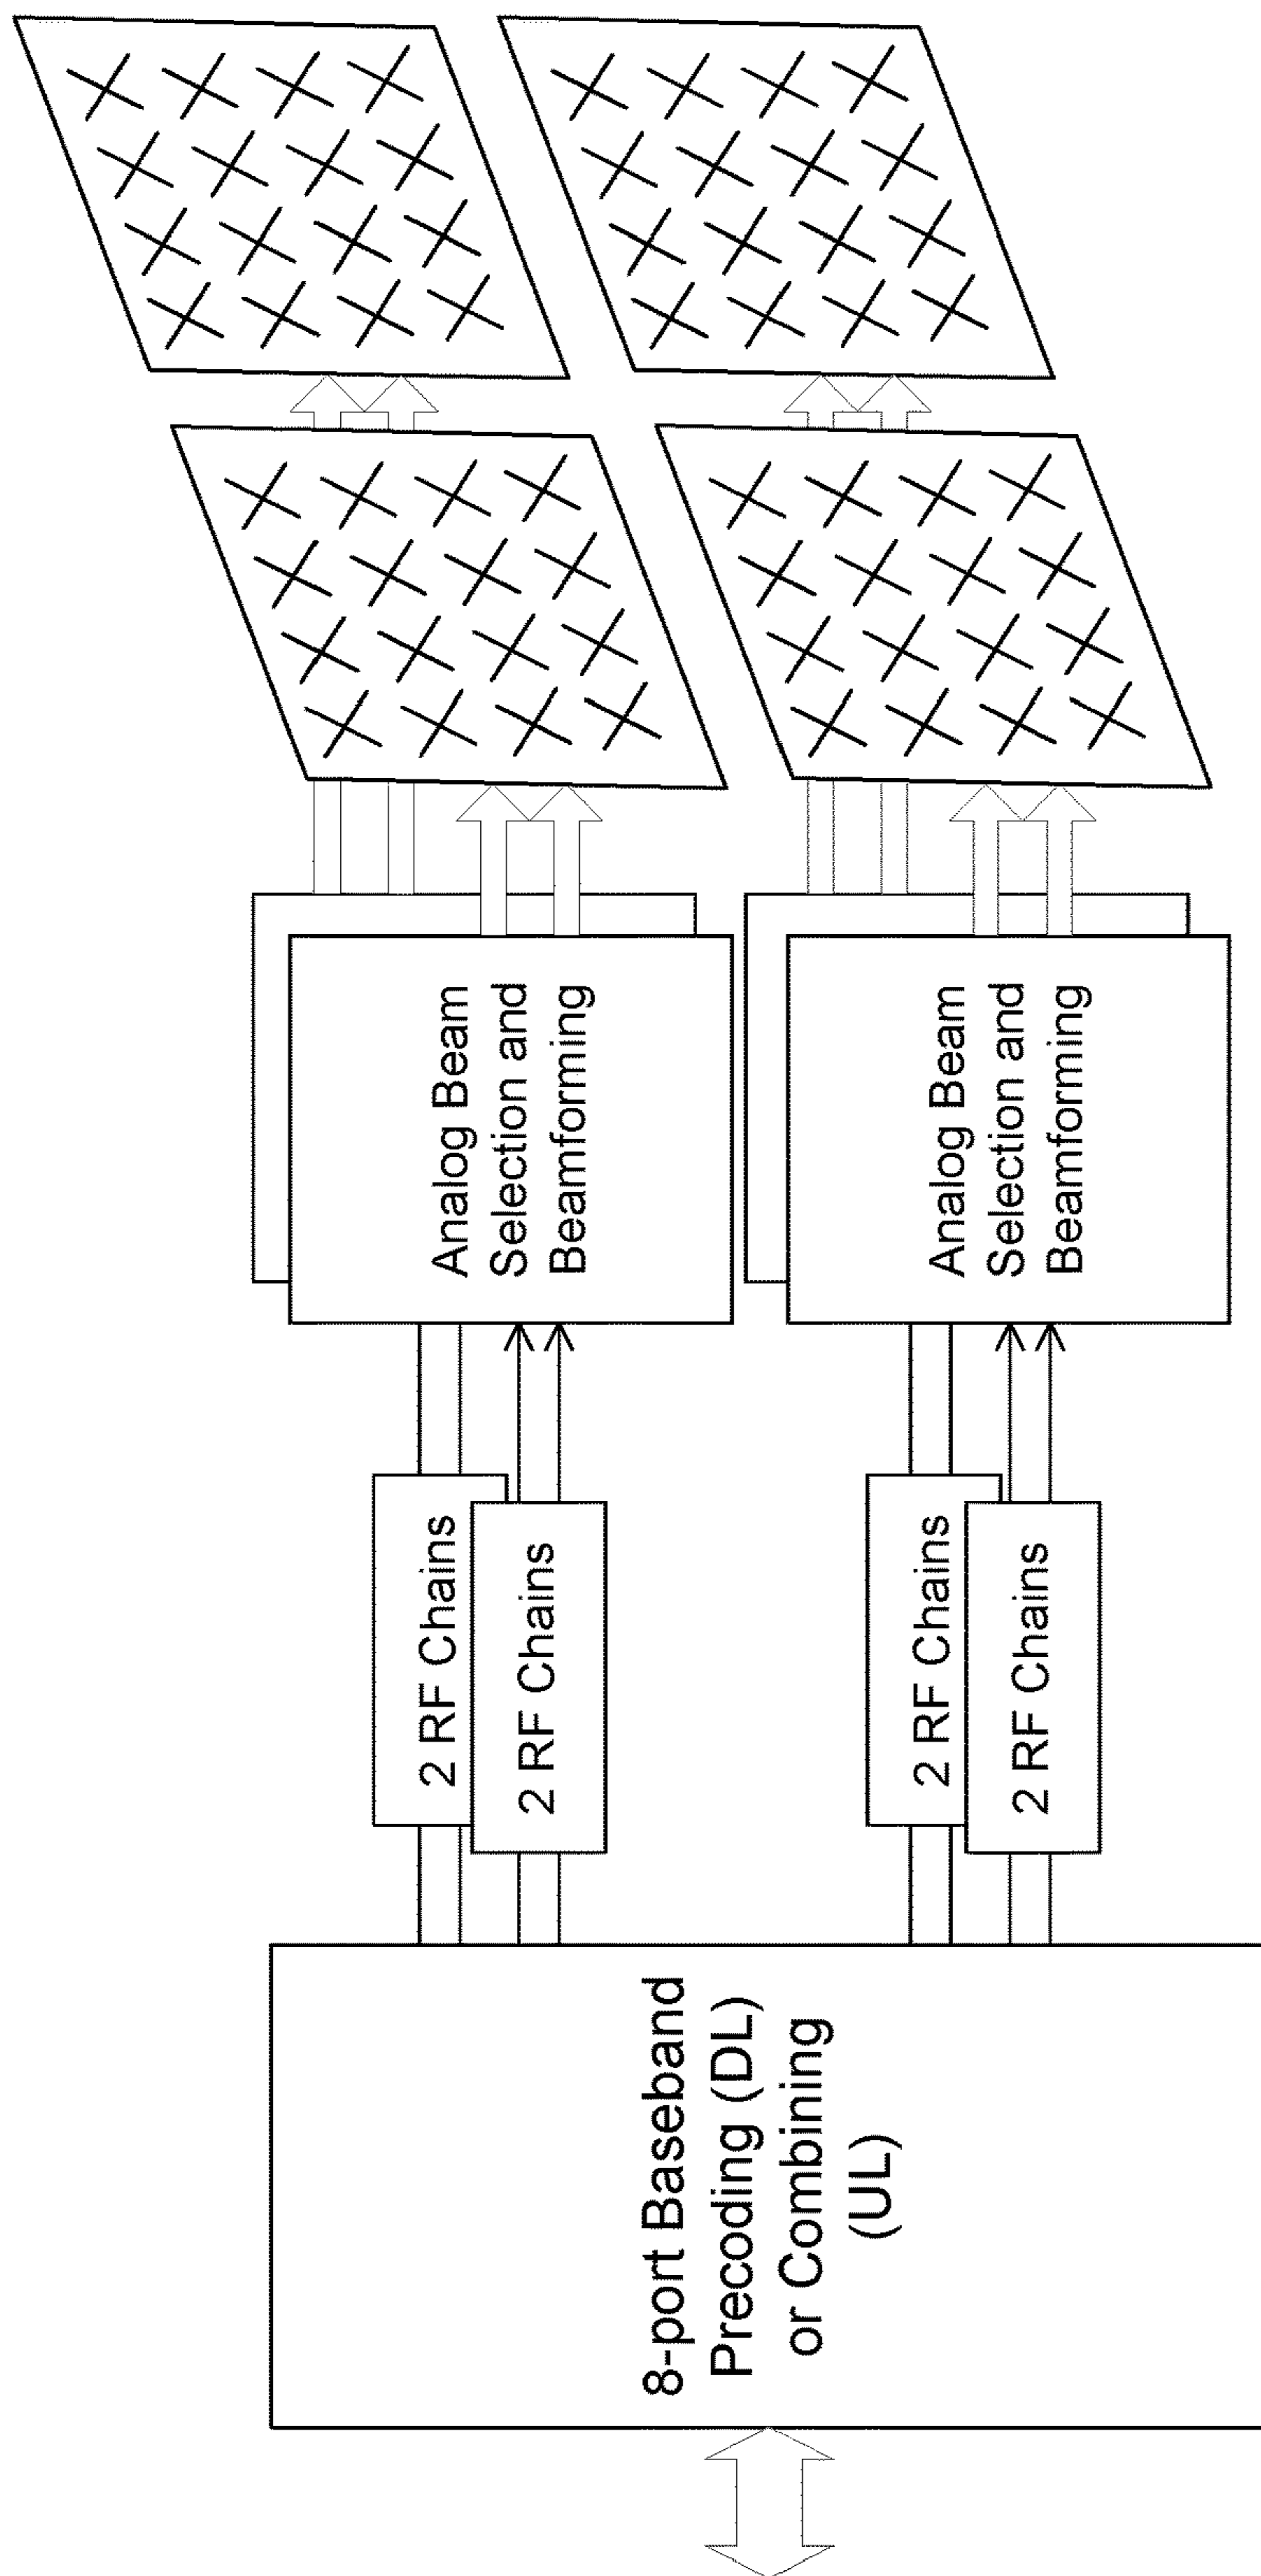 8-port Baseband
Precoding (DL)
or Combining
(UL)
2 RF Chains
2 RF Chains
2 RF Chains
2 RF Chains
Analog Beam
Selection and
Beamforming
Analog Beam
Selection and
Beamforming